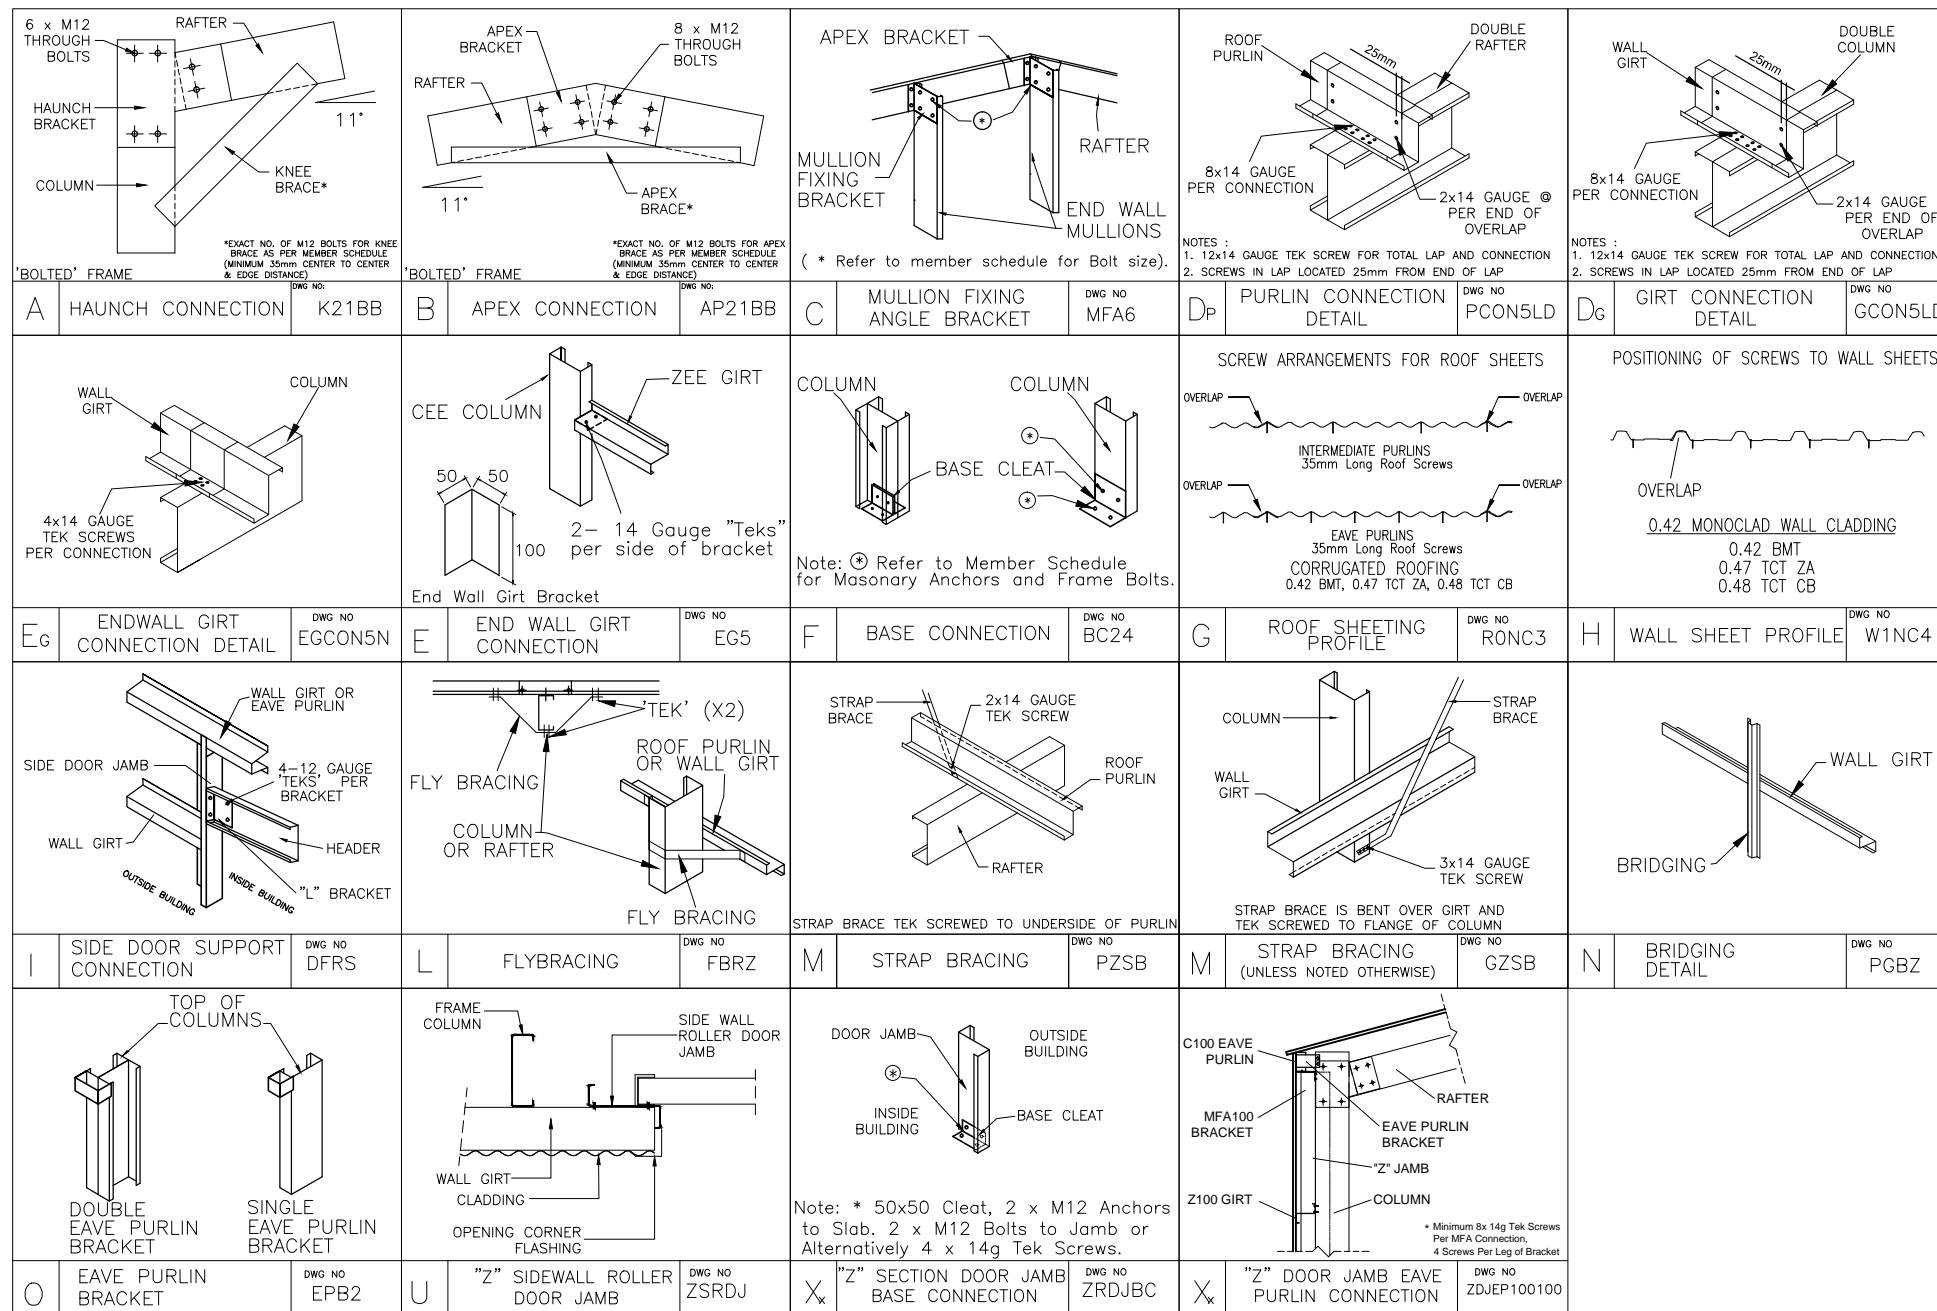 6 x M12
THROUGH
BOLTS
RAFTER
HAUNCH
BRACKET
11°
COLUMN
KNEE
BRACE*
*EXACT NO. OF M12 BOLTS FOR KNEE
BRACE AS PER MEMBER SCHEDULE
(MINIMUM 35mm CENTER TO CENTER
& EDGE DISTANCE)
'BOLTED' FRAME
A
HAUNCH CONNECTION
DWG NO:
K21BB
APEX
BRACKET
8 x M12
THROUGH
BOLTS
RAFTER
11°
APEX
BRACE*
*EXACT NO. OF M12 BOLTS FOR APEX
BRACE AS PER MEMBER SCHEDULE
(MINIMUM 35mm CENTER TO CENTER
& EDGE DISTANCE)
'BOLTED' FRAME
B
APEX CONNECTION
DWG NO:
AP21BB
APEX BRACKET
*
RAFTER
MULLION
FIXING
BRACKET
END WALL
MULLIONS
( * Refer to member schedule for Bolt size).
C
MULLION FIXING
ANGLE BRACKET
DWG NO
MFA6
ROOF
PURLIN
25mm
DOUBLE
RAFTER
8x14 GAUGE
PER CONNECTION
2x14 GAUGE @
PER END OF
OVERLAP
NOTES :
1. 12x14 GAUGE TEK SCREW FOR TOTAL LAP AND CONNECTION
2. SCREWS IN LAP LOCATED 25mm FROM END OF LAP
DP
PURLIN CONNECTION
DETAIL
DWG NO
PCON5LD
WALL
GIRT
25mm
DOUBLE
COLUMN
8x14 GAUGE
PER CONNECTION
2x14 GAUGE
PER END OF
OVERLAP
NOTES :
1. 12x14 GAUGE TEK SCREW FOR TOTAL LAP AND CONNECTION
2. SCREWS IN LAP LOCATED 25mm FROM END OF LAP
DG
GIRT CONNECTION
DETAIL
DWG NO
GCON5LD
WALL
GIRT
COLUMN
4x14 GAUGE
TEK SCREWS
PER CONNECTION
EG
ENDWALL GIRT
CONNECTION DETAIL
DWG NO
EGCON5N
ZEE GIRT
CEE COLUMN
50 50
100
2- 14 Gauge "Teks"
per side of bracket
End Wall Girt Bracket
E
END WALL GIRT
CONNECTION
DWG NO
EG5
COLUMN
COLUMN
*
BASE CLEAT
*
Note: * Refer to Member Schedule
for Masonary Anchors and Frame Bolts.
F
BASE CONNECTION
DWG NO
BC24
SCREW ARRANGEMENTS FOR ROOF SHEETS
OVERLAP
OVERLAP
INTERMEDIATE PURLINS
35mm Long Roof Screws
OVERLAP
OVERLAP
EAVE PURLINS
35mm Long Roof Screws
CORRUGATED ROOFING
0.42 BMT, 0.47 TCT ZA, 0.48 TCT CB
G
ROOF SHEETING
PROFILE
DWG NO
RONC3
POSITIONING OF SCREWS TO WALL SHEETS
OVERLAP
0.42 MONOCLAD WALL CLADDING
0.42 BMT
0.47 TCT ZA
0.48 TCT CB
H
WALL SHEET PROFILE
DWG NO
W1NC4
WALL GIRT OR
EAVE PURLIN
SIDE DOOR JAMB
4-12, GAUGE
'TEKS' PER
BRACKET
WALL GIRT
HEADER
OUTSIDE BUILDING
INSIDE BUILDING
"L" BRACKET
I
SIDE DOOR SUPPORT
CONNECTION
DWG NO
DFRS
'TEK' (X2)
FLY BRACING
ROOF PURLIN
OR WALL GIRT
COLUMN
OR RAFTER
FLY BRACING
L
FLYBRACING
DWG NO
FBRZ
STRAP
BRACE
2x14 GAUGE
TEK SCREW
ROOF
PURLIN
RAFTER
STRAP BRACE TEK SCREWED TO UNDERSIDE OF PURLIN
M
STRAP BRACING
DWG NO
PZSB
COLUMN
STRAP
BRACE
WALL
GIRT
3x14 GAUGE
TEK SCREW
STRAP BRACE IS BENT OVER GIRT AND
TEK SCREWED TO FLANGE OF COLUMN
M
STRAP BRACING
(UNLESS NOTED OTHERWISE)
DWG NO
GZSB
WALL GIRT
BRIDGING
N
BRIDGING
DETAIL
DWG NO
PGBZ
TOP OF
COLUMNS
DOUBLE
EAVE PURLIN
BRACKET
SINGLE
EAVE PURLIN
BRACKET
O
EAVE PURLIN
BRACKET
DWG NO
EPB2
FRAME
COLUMN
SIDE WALL
ROLLER DOOR
JAMB
WALL GIRT
CLADDING
OPENING CORNER
FLASHING
U
"Z" SIDEWALL ROLLER
DOOR JAMB
DWG NO
ZSRDJ
DOOR JAMB
OUTSIDE
BUILDING
*
INSIDE
BUILDING
BASE CLEAT
Note: * 50x50 Cleat, 2 x M12 Anchors
to Slab. 2 x M12 Bolts to Jamb or
Alternatively 4 x 14g Tek Screws.
Xx
"Z" SECTION DOOR JAMB
BASE CONNECTION
DWG NO
ZRDJBC
C100 EAVE
PURLIN
RAFTER
MFA100
BRACKET
EAVE PURLIN
BRACKET
"Z" JAMB
Z100 GIRT
COLUMN
* Minimum 8x 14g Tek Screws
Per MFA Connection,
4 Screws Per Leg of Bracket
Xx
"Z" DOOR JAMB EAVE
PURLIN CONNECTION
DWG NO
ZDJEP100100